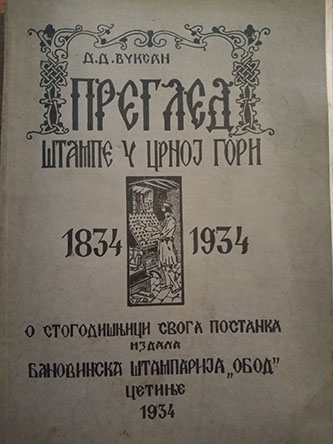 Д.Д.ВУКСАН
ПРЕГЛЕД
ШТАМПЕ У ЦРНОЈ ГОРИ
1834 1934
О СТОГОДИШЊИЦИ СВОГА ПОСТАНКА
ИЗДАЛА
БАНОВИНСКА ШТАМПАРИЈА „ОБОД"
ЦЕТИЊЕ
1934